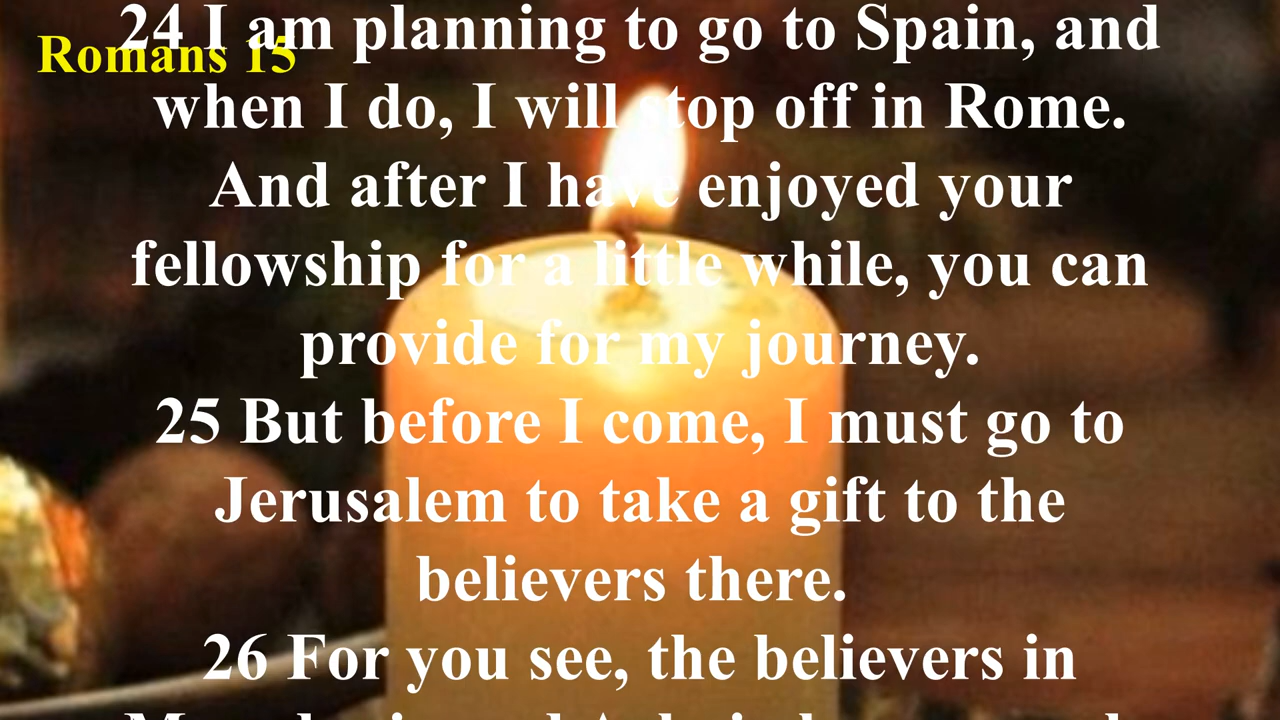 Romans 15
24 I am planning to go to Spain, and
when I do, I will stop off in Rome.
And after I have enjoyed your
fellowship for a little while, you can
provide for my journey.
25 But before I come, I must go to
Jerusalem to take a gift to the
believers there.
26 For you see, the believers in